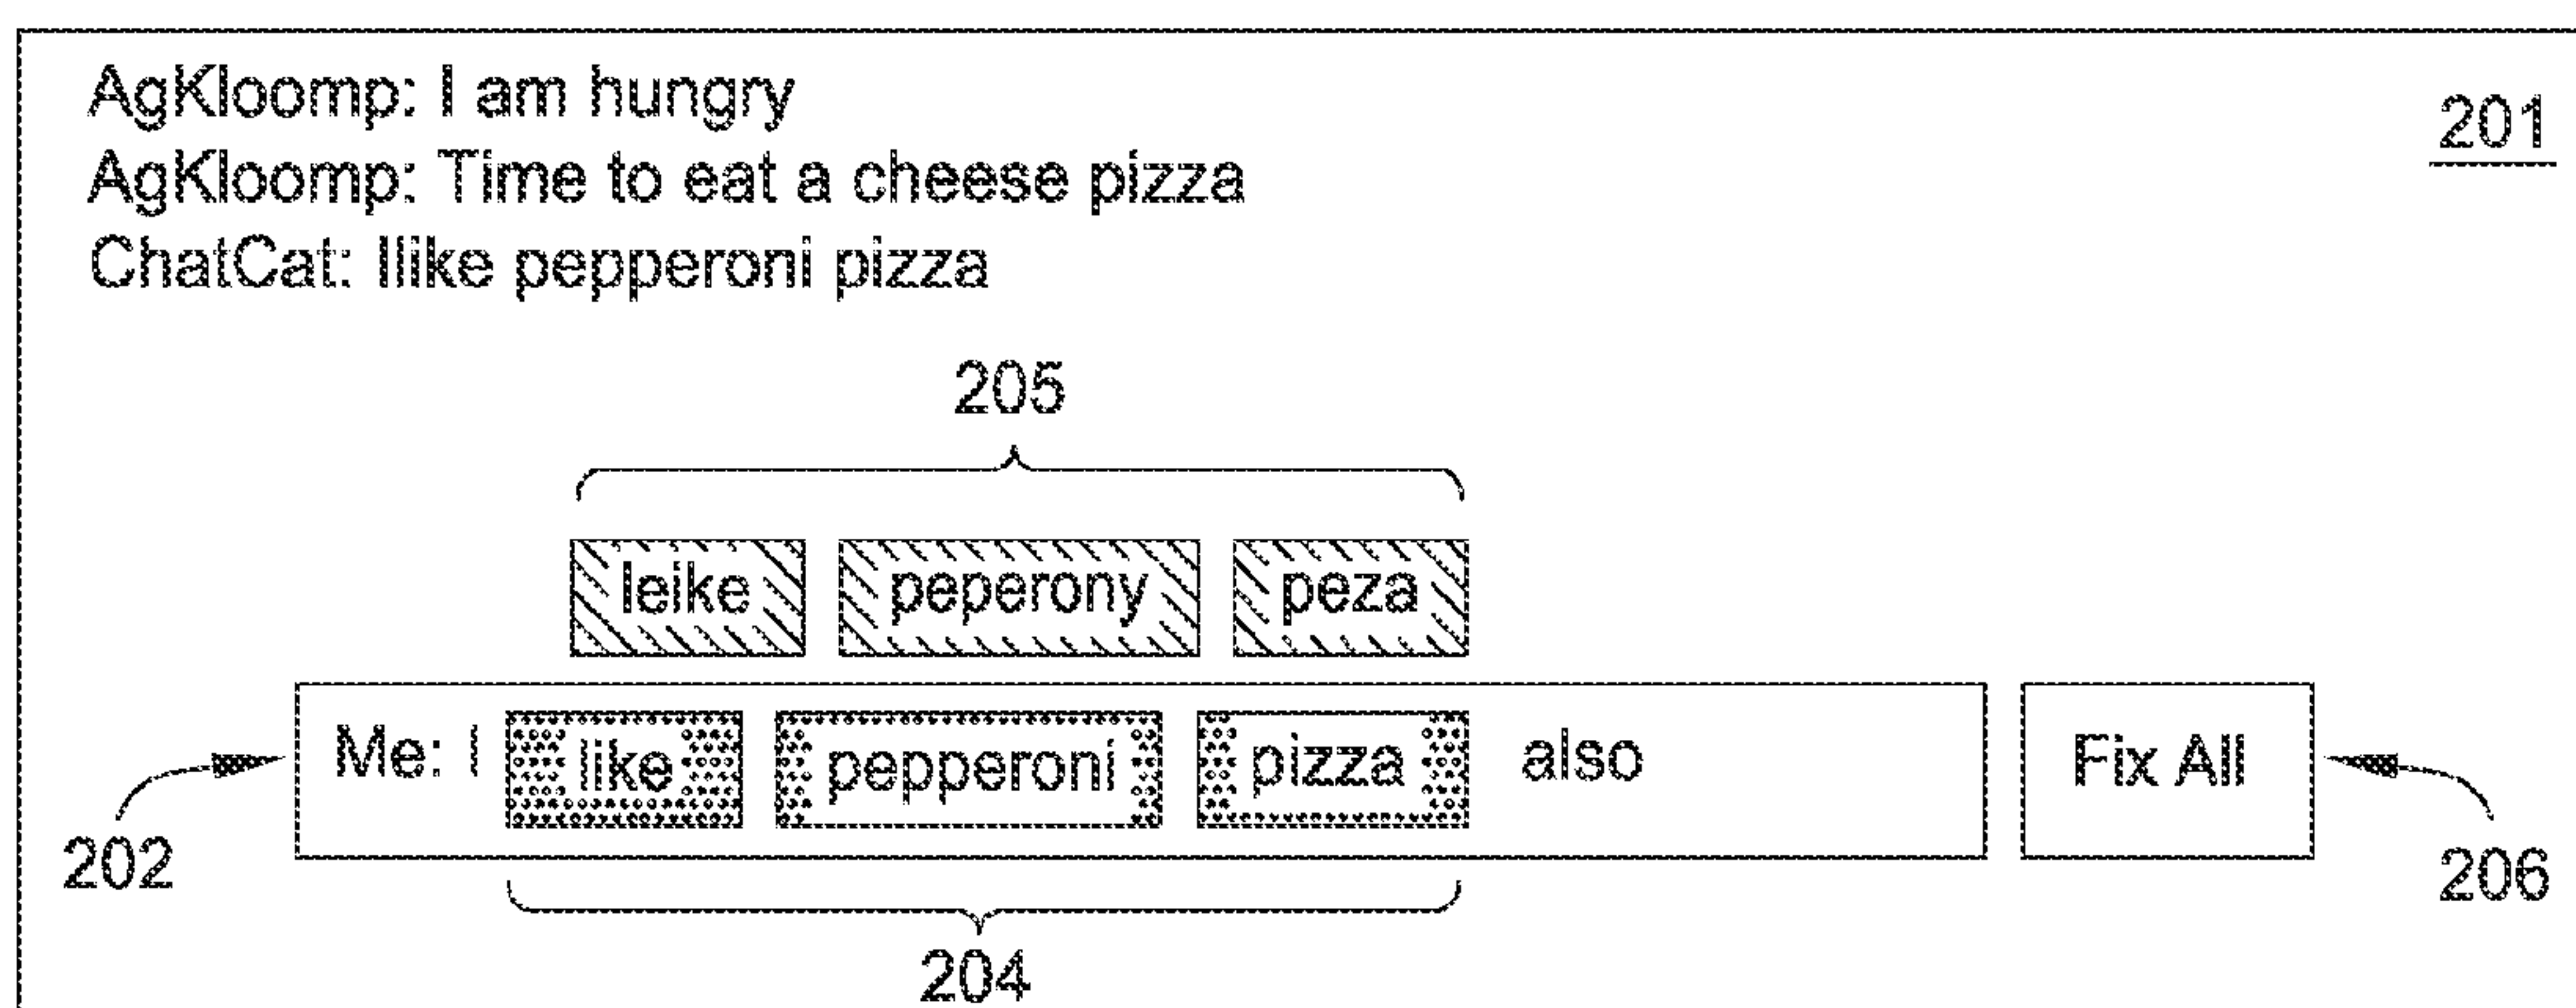 AgKloomp: I am hungry
201
AgKloomp: Time to eat a cheese pizza
ChatCat: Ilike pepperoni pizza
205
leike peperony peza
Me: I like pepperoni pizza also
Fix All
202
206
204